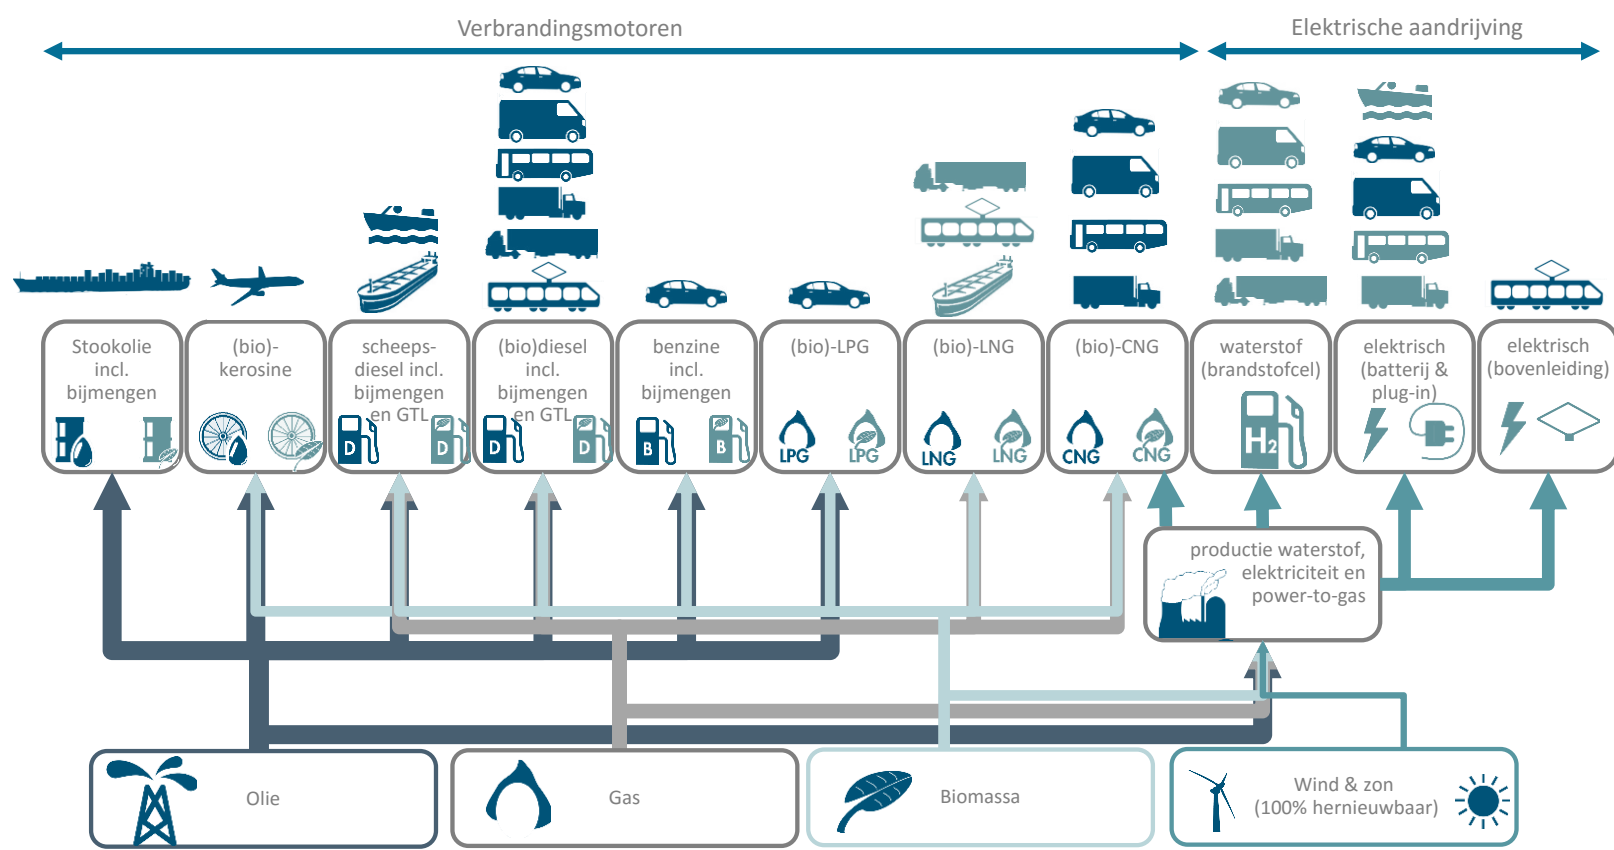 Verbrandingsmotoren
Elektrische aandrijving
Stookolie
incl.
bijmengen
(bio)-
kerosine
scheeps-
diesel incl.
bijmengen
en GTL
D
D
(bio)diesel
incl.
bijmengen
en GTL
D
D
benzine
incl.
bijmengen
B
B
(bio)-LPG
LPG
LPG
(bio)-LNG
LNG
LNG
(bio)-CNG
CNG
CNG
waterstof
(brandstofcel)
H2
elektrisch
(batterij &
plug-in)
elektrisch
(bovenleiding)
productie waterstof,
elektriciteit en
power-to-gas
Olie
Gas
Biomassa
Wind & zon
(100% hernieuwbaar)